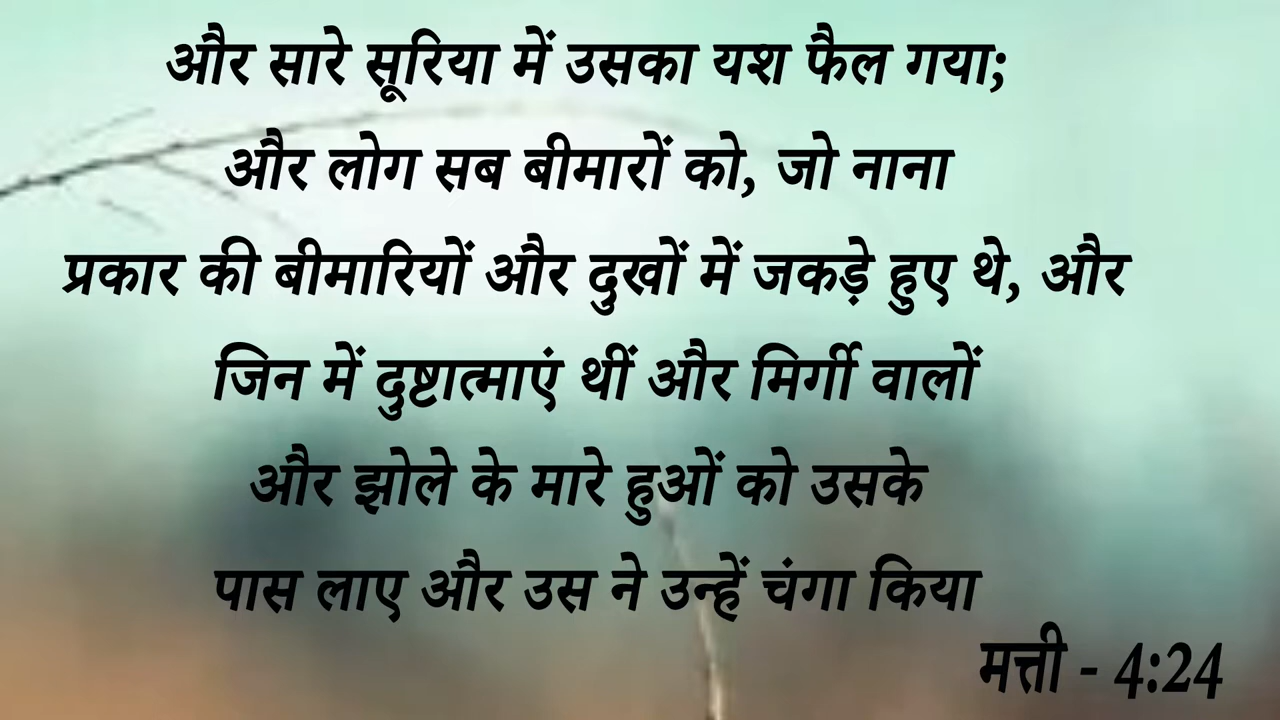 और सारे सूरिया में उसका यश फैल गया;
और लोग सब बीमारों को, जो नाना
प्रकार की बीमारियों और दुखों में जकड़े हुए थे, और
जिन में दुष्टात्माएं थीं और मिर्गी वालों
और झोले के मारे हुओं को उसके
पास लाए और उस ने उन्हें चंगा किया
मत्ती - 4:24